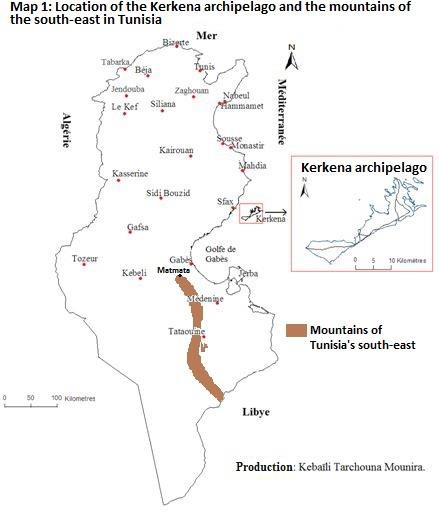 Map 1: Location of the Kerkena archipelago and the mountains of
the south-east in Tunisia
Mer
Bizerte
N
Tabarka
Béja
Tunis
Méditerranée
Jendouba
Zaghouan
Nabeul
Hammamet
Le Kef
Siliana
Algérie
Sousse
Monastir
Kairouan
Mahdia
Kasserine
Sidi Bouzid
Sfax
Kerkena
Kerkena archipelago
N
0 5 10 Kilomètres
Gafsa
Golfe de
Gabès
Tozeur
Gabès
Kebeli
Matmata
Jerba
Medenine
Tataouine
Mountains of
Tunisia's south-east
0 50 100 Kilometres
Libye
Production: Kebaïli Tarchouna Mounira.